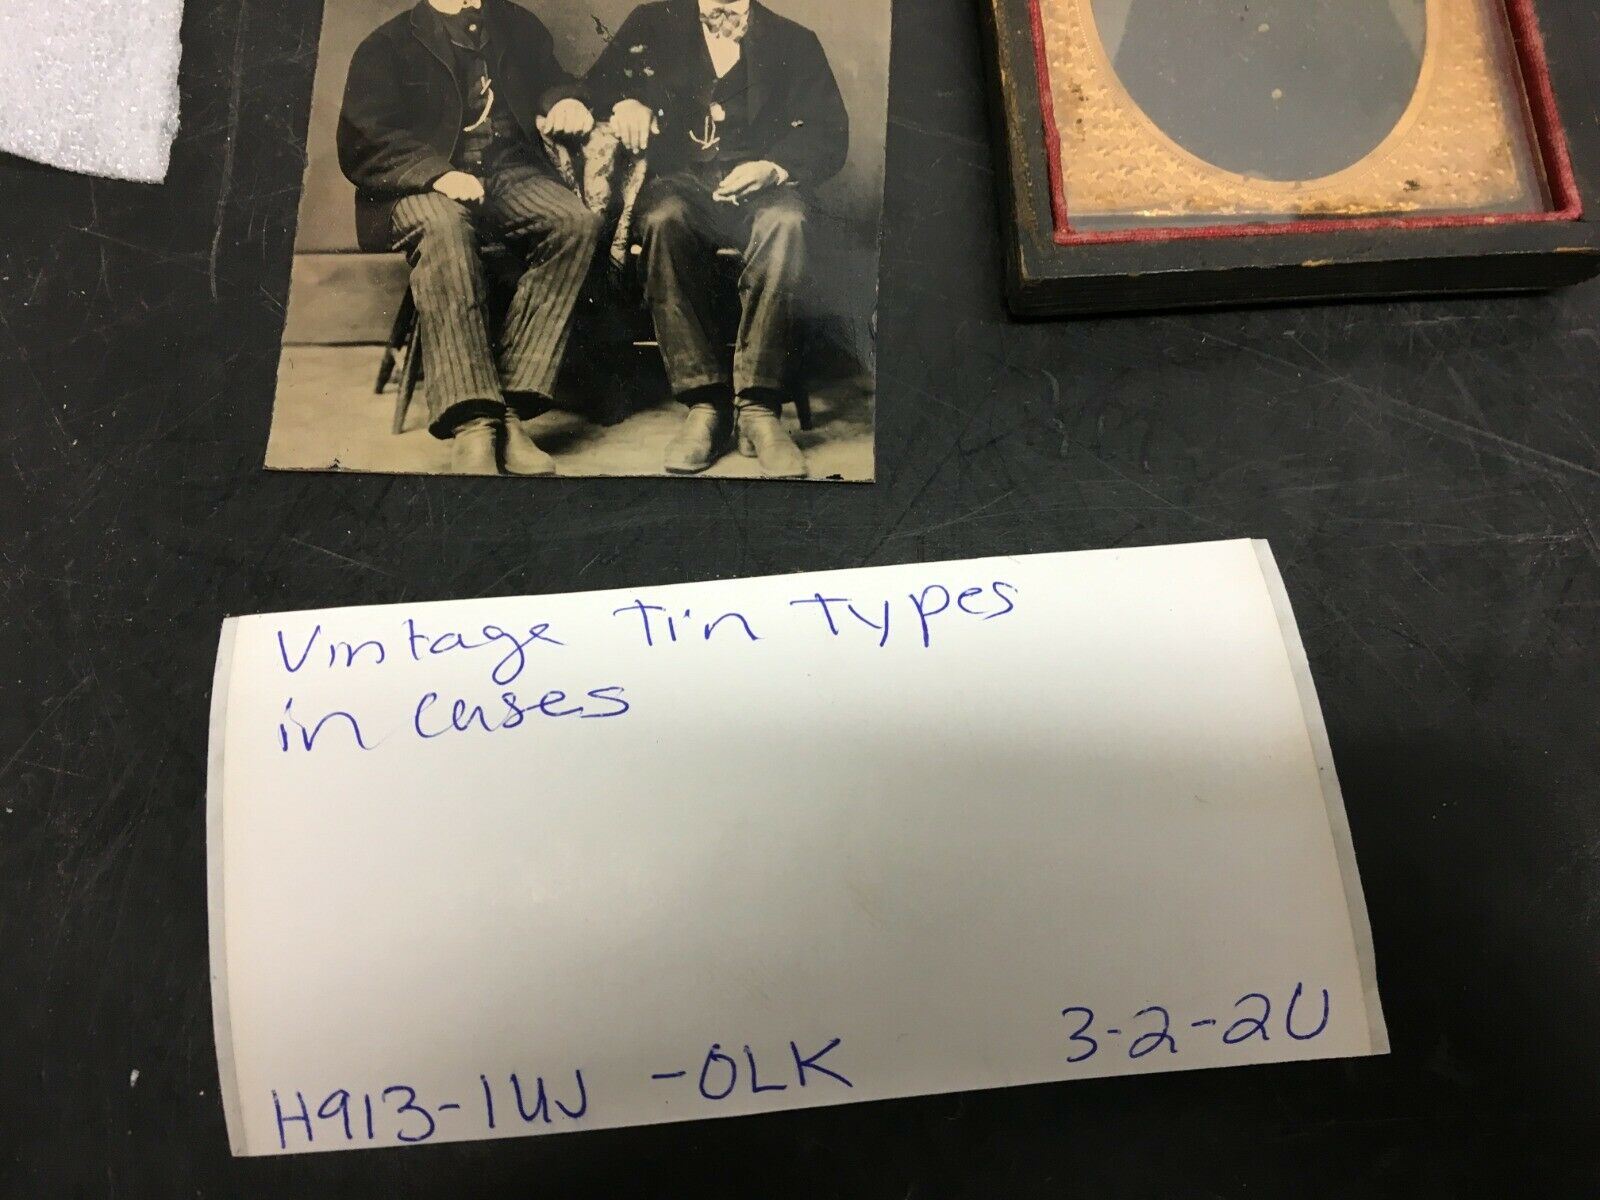 Vintage Tin Types
in cases
H913-1UJ -OLK 3-2-20